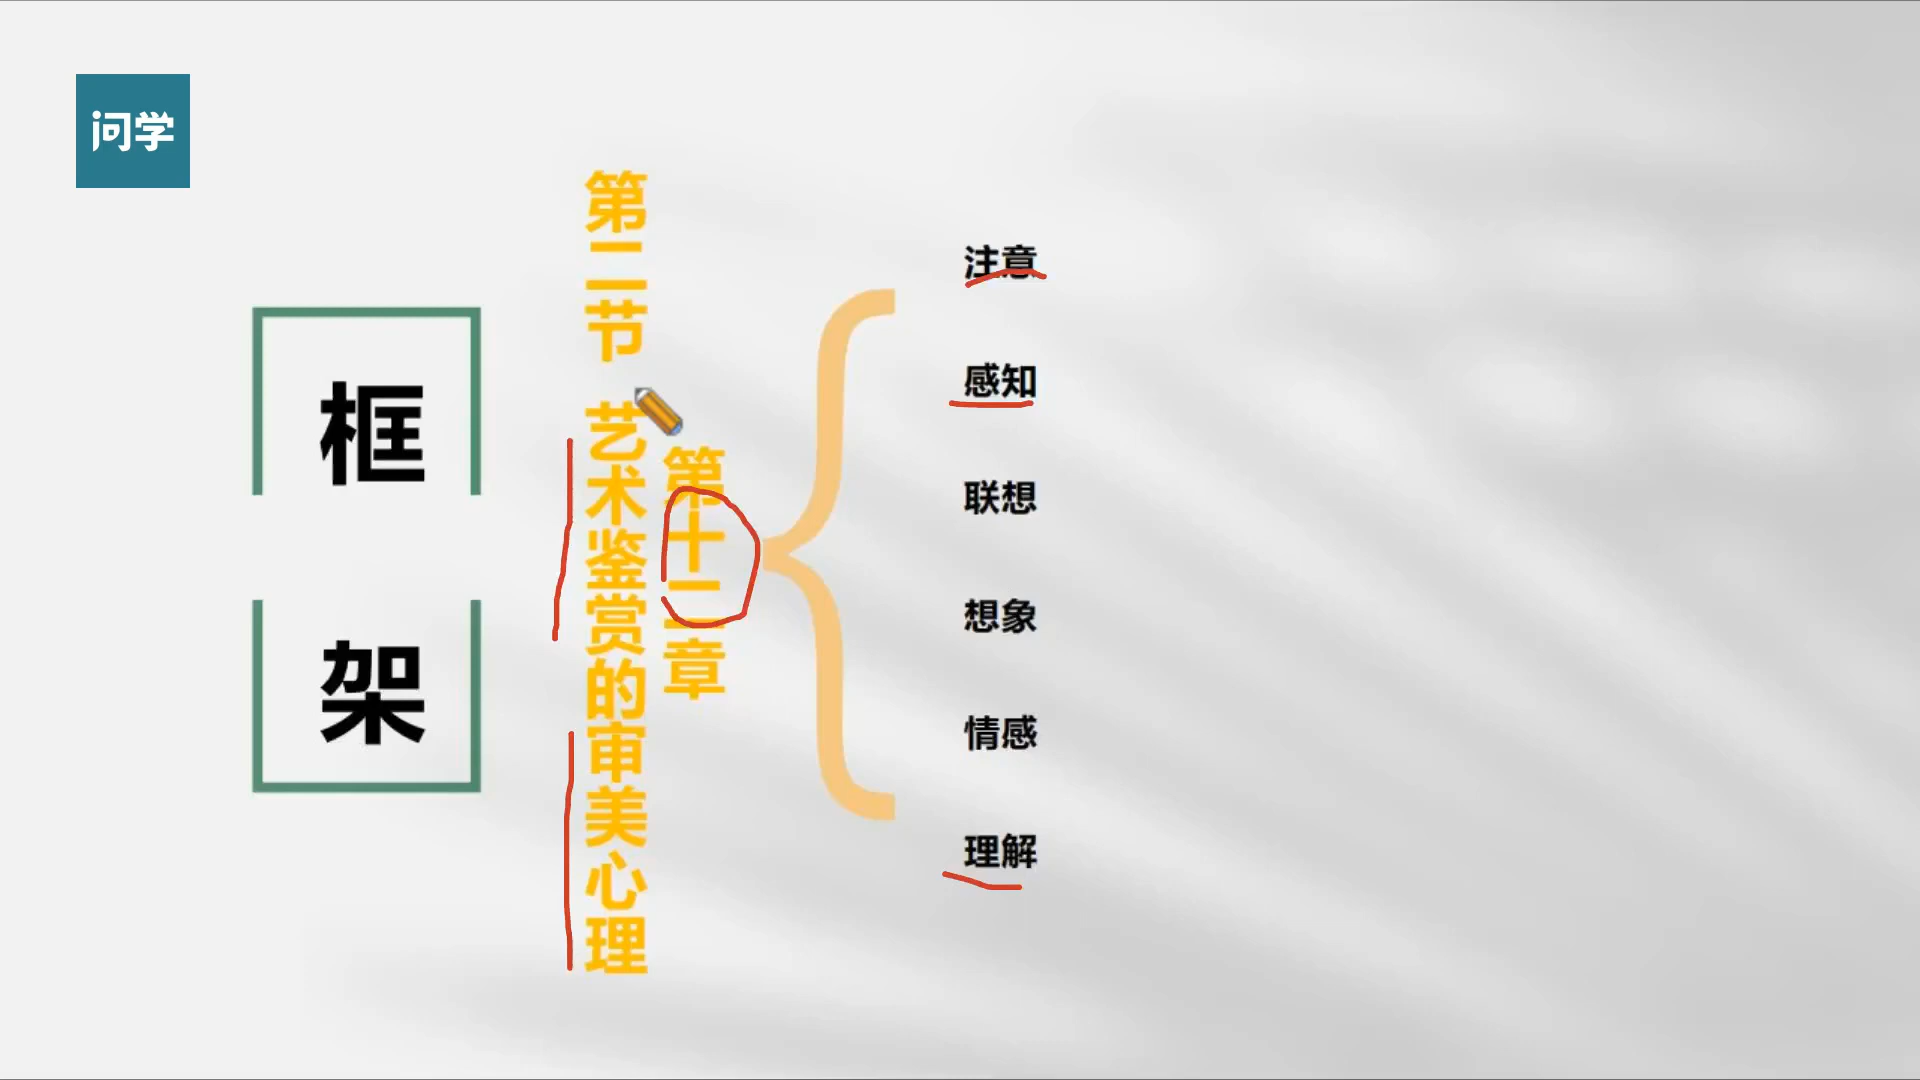 问学
框架
第十二章
第二节 艺术鉴赏的审美心理
注意
感知
联想
想象
情感
理解